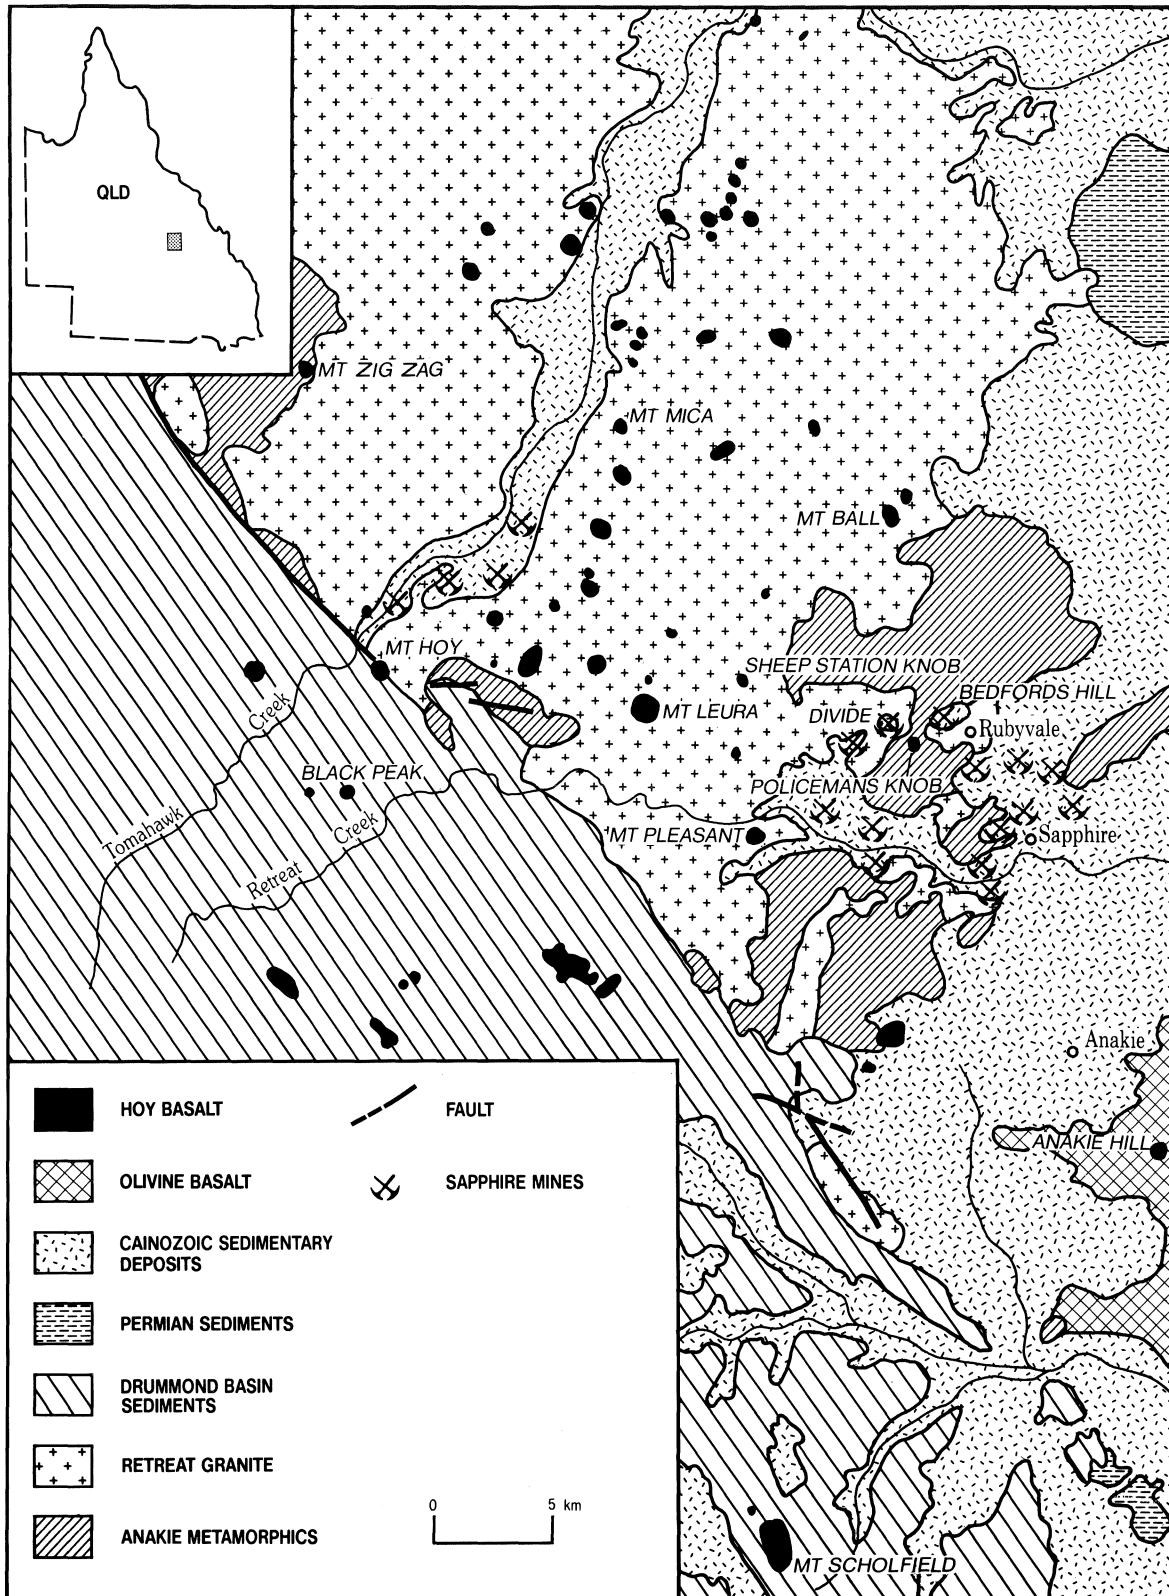 QLD
MT ZIG ZAG
MT MICA
MT BALL
MT HOY
SHEEP STATION KNOB
BEDFORDS HILL
MT LEURA
DIVIDE
Rubyvale
Creek
BLACK PEAK
POLICEMANS KNOB
Tomahawk
Creek
MT PLEASANT
Sapphire
Retreat
Anakie
HOY BASALT
FAULT
ANAKIE HILL
OLIVINE BASALT
SAPPHIRE MINES
CAINOZOIC SEDIMENTARY
DEPOSITS
PERMIAN SEDIMENTS
DRUMMOND BASIN
SEDIMENTS
RETREAT GRANITE
0 5 km
ANAKIE METAMORPHICS
MT SCHOLFIELD